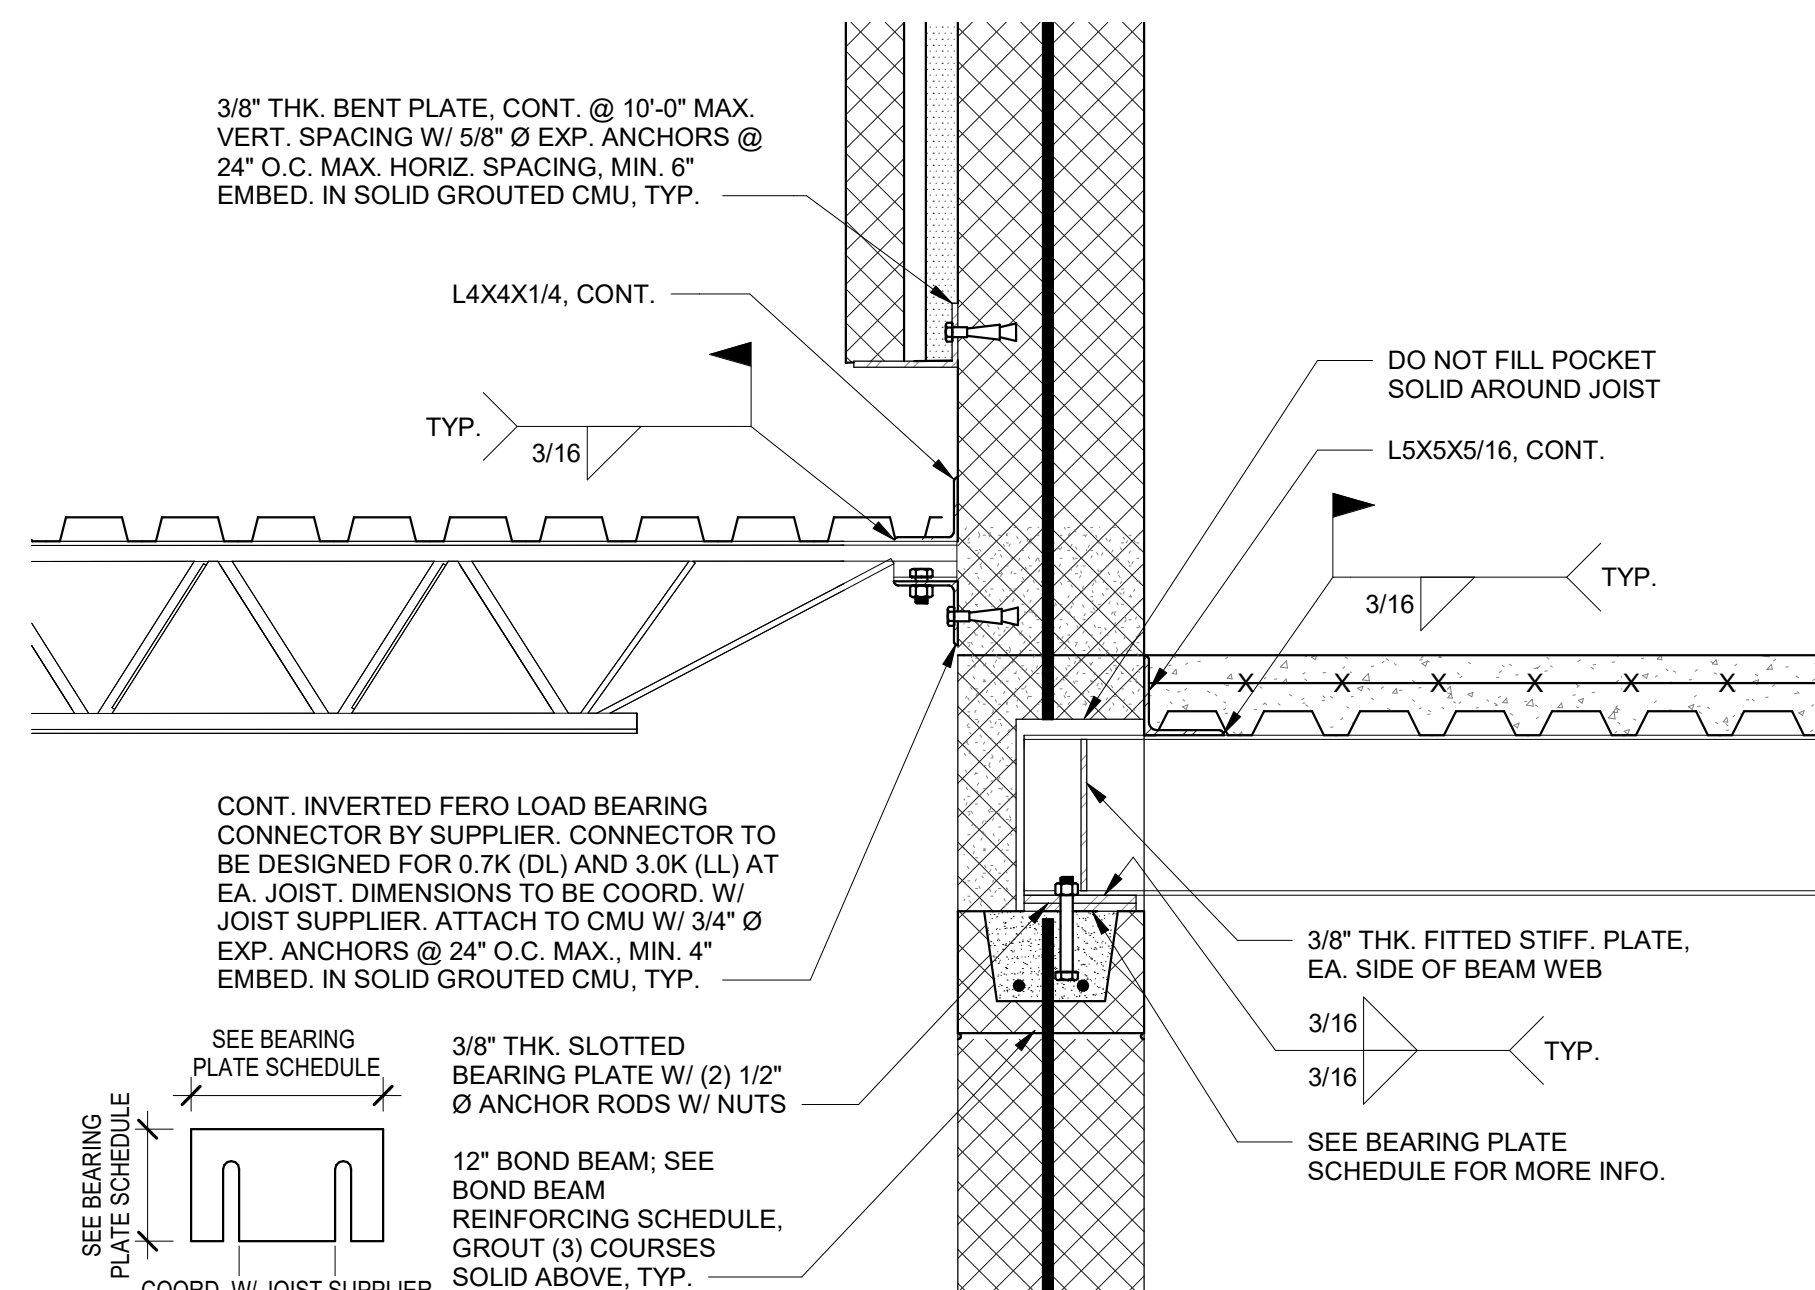 3/8" THK. BENT PLATE, CONT. @ 10'-0" MAX.
VERT. SPACING W/ 5/8" Ø EXP. ANCHORS @
24" O.C. MAX. HORIZ. SPACING, MIN. 6"
EMBED. IN SOLID GROUTED CMU, TYP.
L4X4X1/4, CONT.
TYP.
3/16
DO NOT FILL POCKET
SOLID AROUND JOIST
L5X5X5/16, CONT.
TYP.
3/16
X X X X X X
CONT. INVERTED FERO LOAD BEARING
CONNECTOR BY SUPPLIER. CONNECTOR TO
BE DESIGNED FOR 0.7K (DL) AND 3.0K (LL) AT
EA. JOIST. DIMENSIONS TO BE COORD. W/
JOIST SUPPLIER. ATTACH TO CMU W/ 3/4" Ø
EXP. ANCHORS @ 24" O.C. MAX., MIN. 4"
EMBED. IN SOLID GROUTED CMU, TYP.
3/8" THK. FITTED STIFF. PLATE,
EA. SIDE OF BEAM WEB
3/16
TYP.
3/16
SEE BEARING PLATE
SCHEDULE FOR MORE INFO.
SEE BEARING
PLATE SCHEDULE
SEE BEARING
PLATE SCHEDULE
COORD. W/ JOIST SUPPLIER
3/8" THK. SLOTTED
BEARING PLATE W/ (2) 1/2"
Ø ANCHOR RODS W/ NUTS
12" BOND BEAM; SEE
BOND BEAM
REINFORCING SCHEDULE,
GROUT (3) COURSES
SOLID ABOVE, TYP.